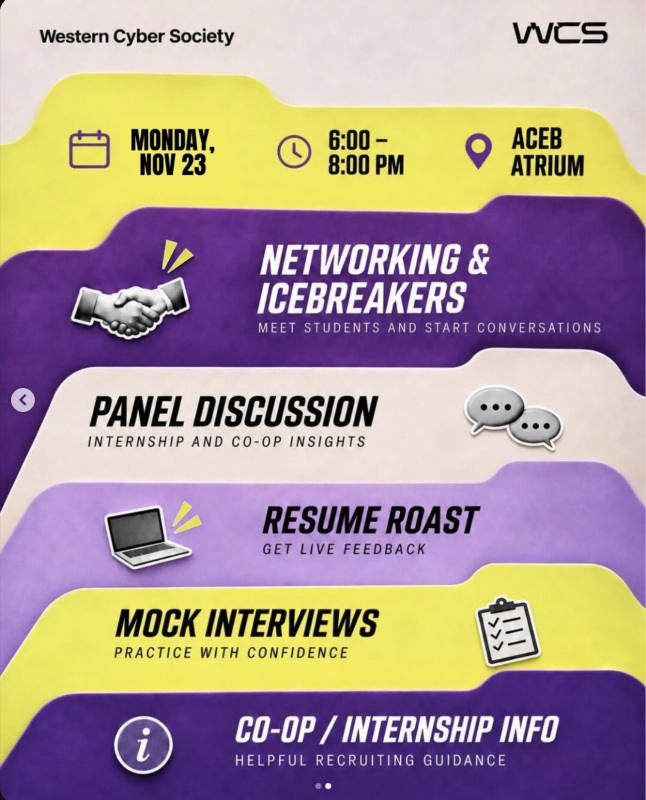 Western Cyber Society
WCS
MONDAY,
NOV 23
6:00 –
8:00 PM
ACEB
ATRIUM
NETWORKING &
ICEBREAKERS
MEET STUDENTS AND START CONVERSATIONS
PANEL DISCUSSION
INTERNSHIP AND CO-OP INSIGHTS
RESUME ROAST
GET LIVE FEEDBACK
MOCK INTERVIEWS
PRACTICE WITH CONFIDENCE
i
CO-OP / INTERNSHIP INFO
HELPFUL RECRUITING GUIDANCE